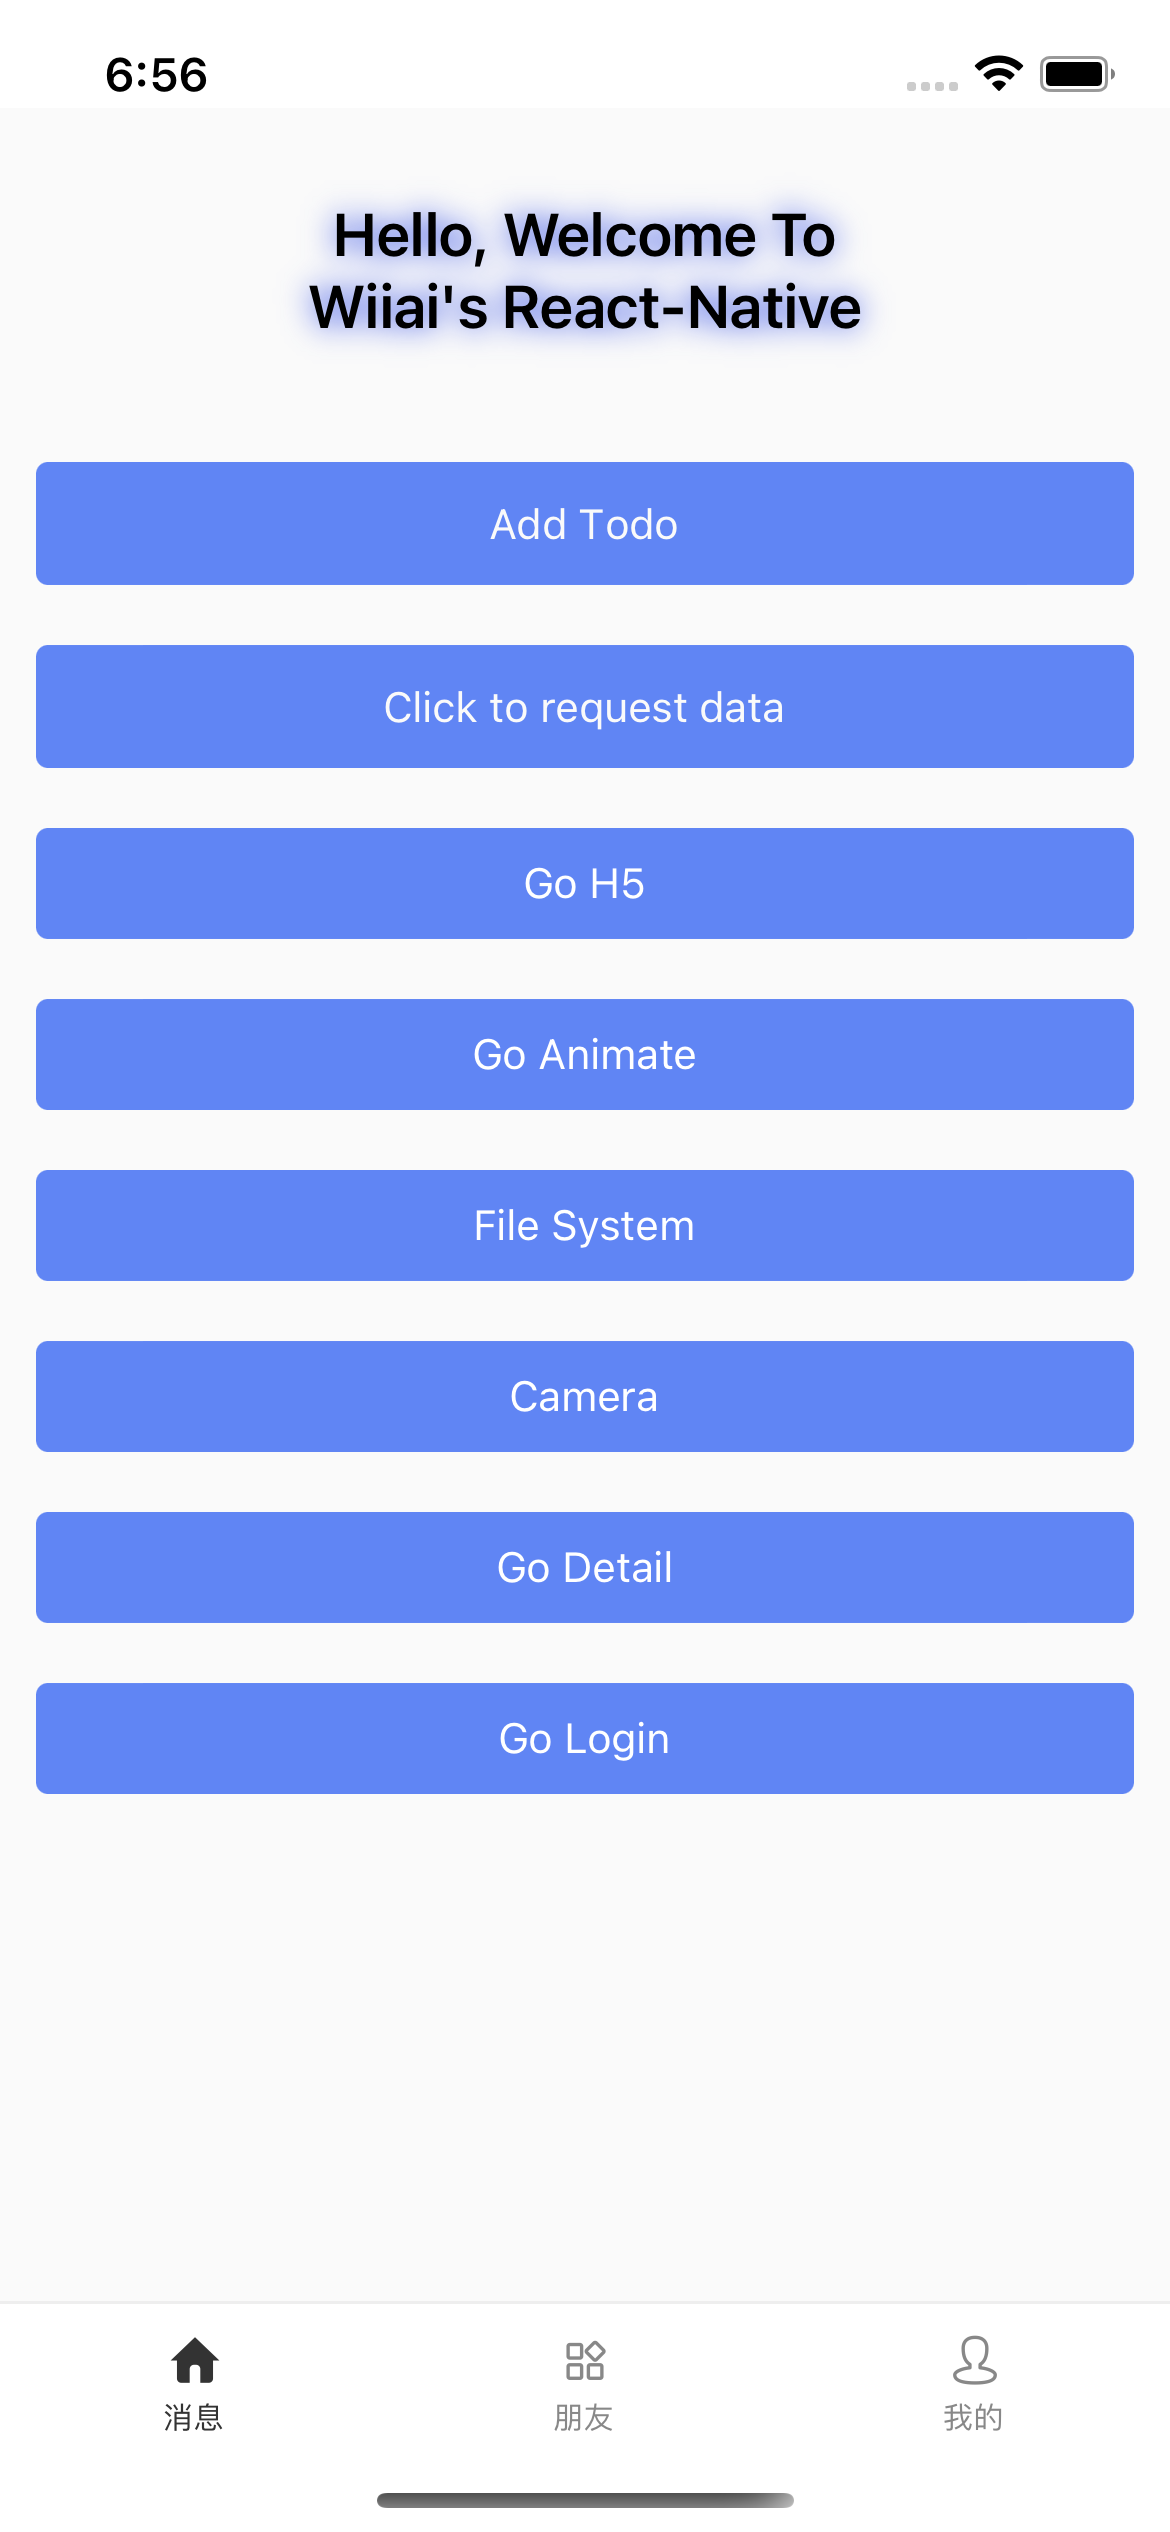 6:56
Hello, Welcome To
Wiiai's React-Native
Add Todo
Click to request data
Go H5
Go Animate
File System
Camera
Go Detail
Go Login
消息
朋友
我的